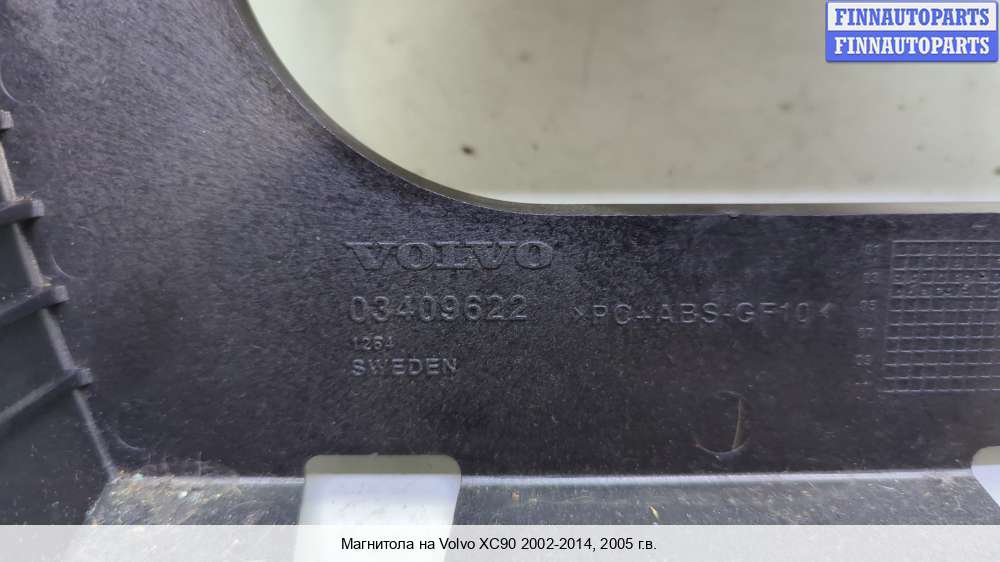 FINNAUTOPARTS
FINNAUTOPARTS
VOLVO
03409622
>PC+ABS-GF10<
1264
SWEDEN
Магнитола на Volvo XC90 2002-2014, 2005 г.в.